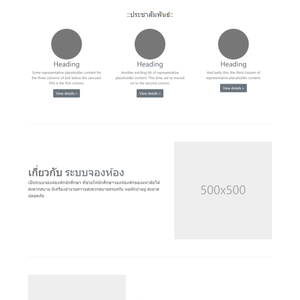 ::ประชาสัมพันธ์::
Heading
Heading
Heading
Some representative placeholder content for
the three columns of text below the carousel.
This is the first column.
Another exciting bit of representative
placeholder content. This time, we've moved
on to the second column.
And lastly this, the third column of
representative placeholder content.
View details »
View details »
View details »
เกี่ยวกับ ระบบจองห้อง
500x500